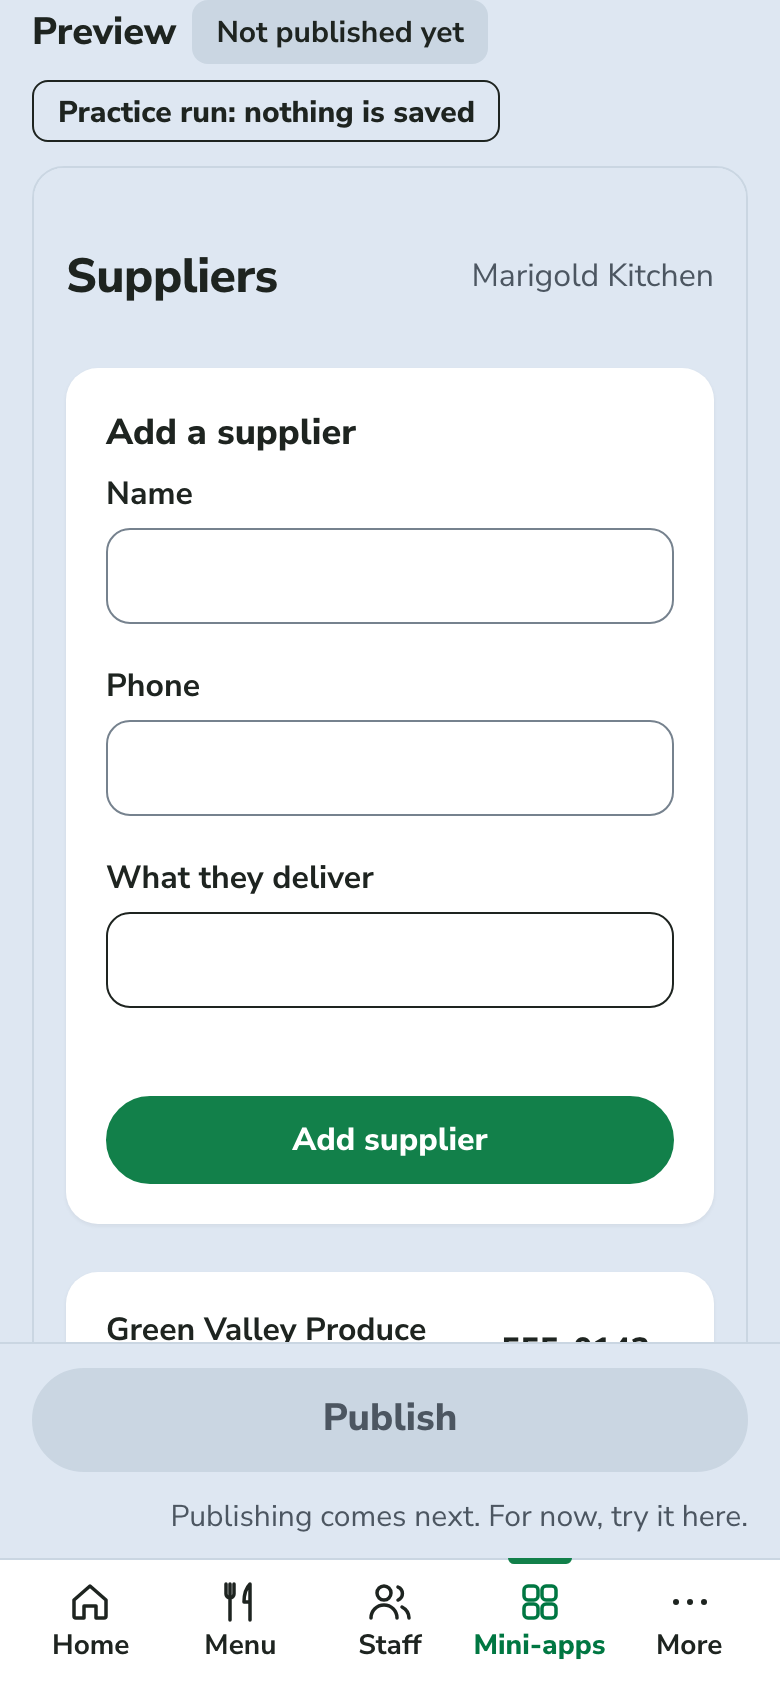 Preview
Not published yet
Practice run: nothing is saved
Suppliers
Marigold Kitchen
Add a supplier
Name
Phone
What they deliver
Add supplier
Green Valley Produce
Publish
Publishing comes next. For now, try it here.
Home
Menu
Staff
Mini-apps
More